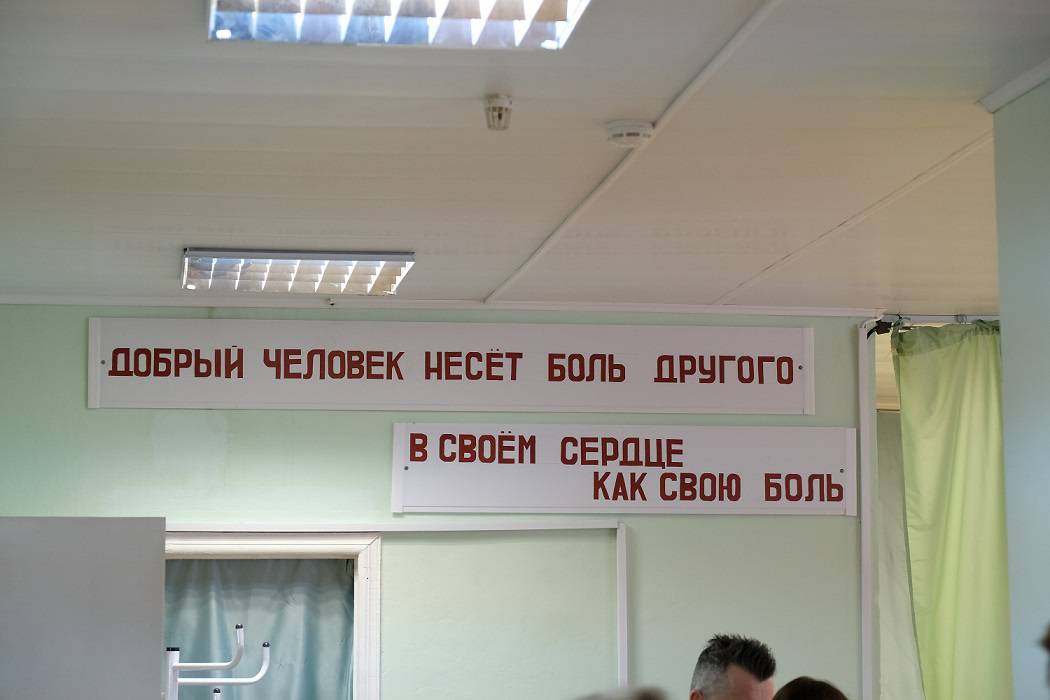 ДОБРЫЙ ЧЕЛОВЕК НЕСЁТ БОЛЬ ДРУГОГО
В СВОЁМ СЕРДЦЕ
КАК СВОЮ БОЛЬ